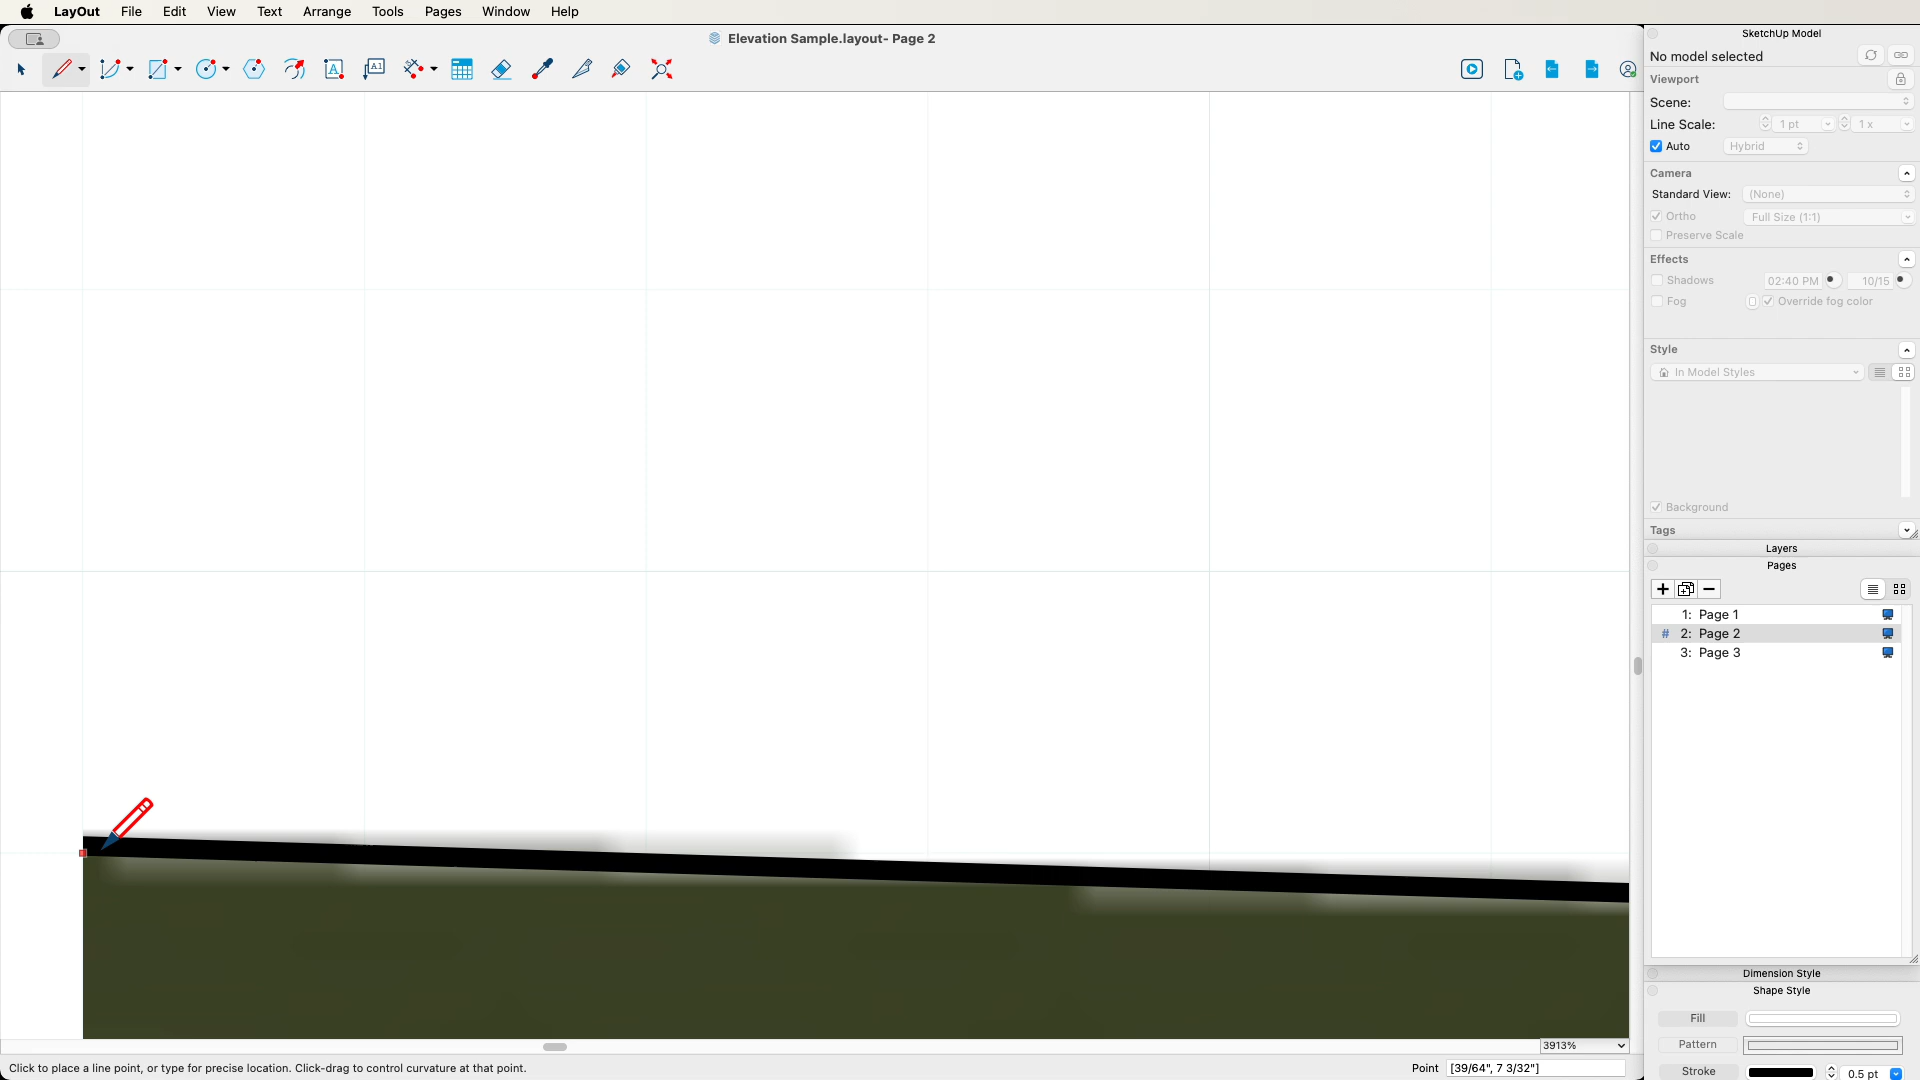 LayOut File Edit View Text Arrange Tools Pages Window Help
Elevation Sample.layout- Page 2
A
A1
SketchUp Model
No model selected
Viewport
Scene:
Line Scale: 1 pt 1 x
Auto Hybrid
Camera
Standard View: (None)
Ortho Full Size (1:1)
Preserve Scale
Effects
Shadows 02:40 PM 10/15
Fog Override fog color
Style
In Model Styles
Background
Tags
Layers
Pages
1: Page 1
# 2: Page 2
3: Page 3
Dimension Style
Shape Style
Fill
Pattern
Stroke 0.5 pt
3913%
Click to place a line point, or type for precise location. Click-drag to control curvature at that point.
Point [39/64", 7 3/32"]